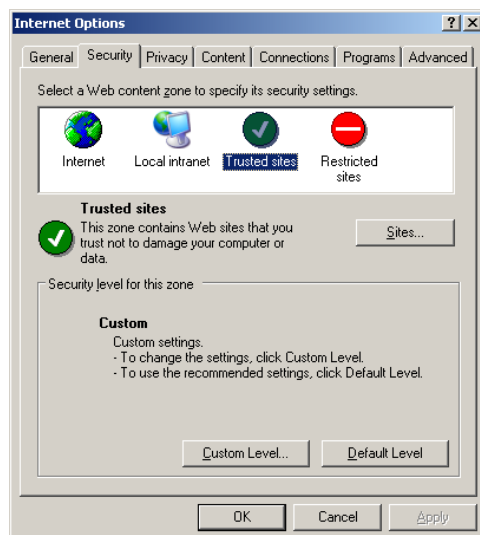 Internet Options
General Security Privacy Content Connections Programs Advanced
Select a Web content zone to specify its security settings.
Internet Local intranet Trusted sites Restricted sites
Trusted sites
This zone contains Web sites that you
trust not to damage your computer or
data.
Sites...
Security level for this zone
Custom
Custom settings.
- To change the settings, click Custom Level.
- To use the recommended settings, click Default Level.
Custom Level... Default Level
OK Cancel Apply